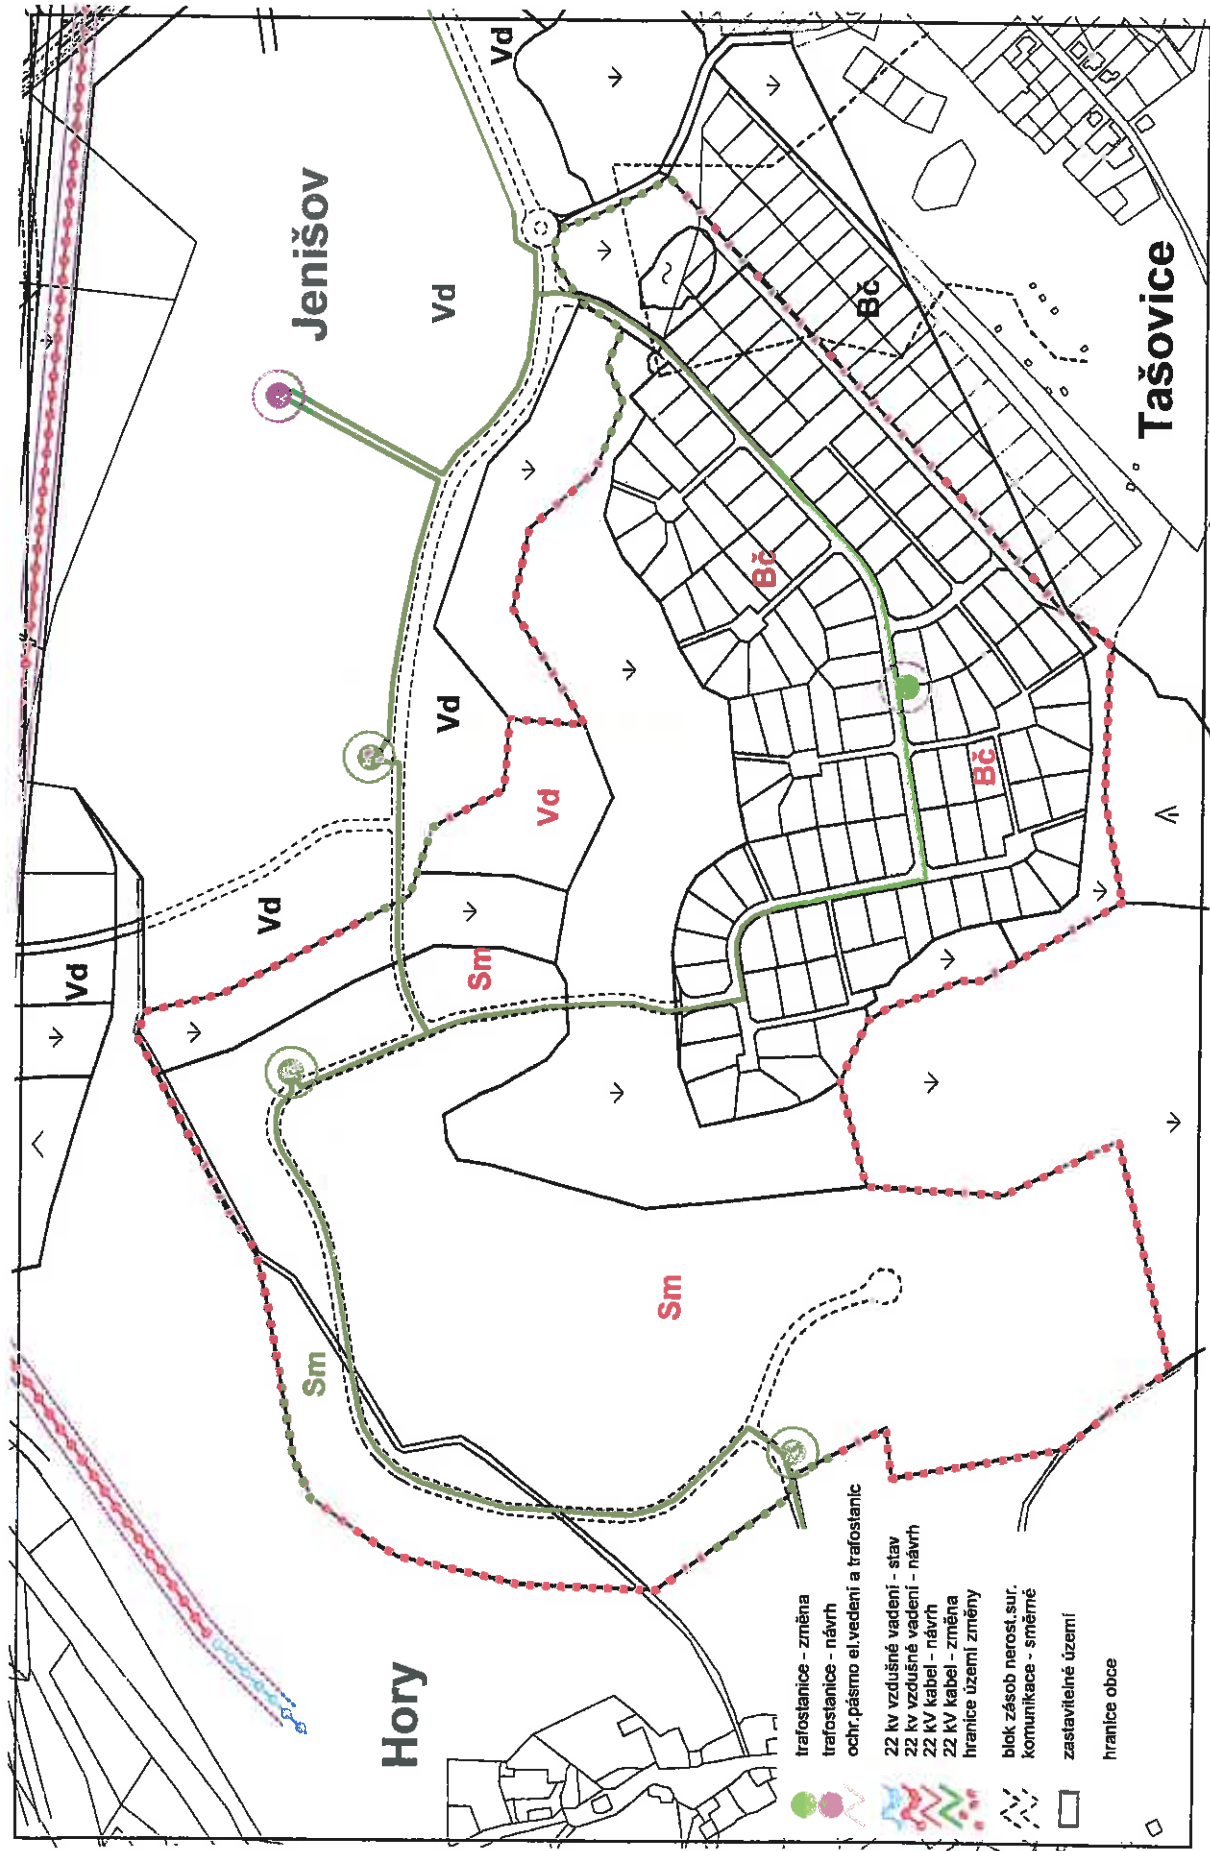 Jenišov
Vd
Vd
Vd
Vd
Vd
Vd
Sm
Sm
Sm
Bč
Bč
Bč
Tašovice
Hory
trafostanice - změna
trafostanice - návrh
ochr.pásmo el.vedení a trafostanic
22 kv vzdušné vadení - stav
22 kv vzdušné vadení - návrh
22 kV kabel - návrh
22 kV kabel - změna
hranice území změny
blok zásob nerost.sur.
komunikace - směrné
zastavitelné území
hranice obce